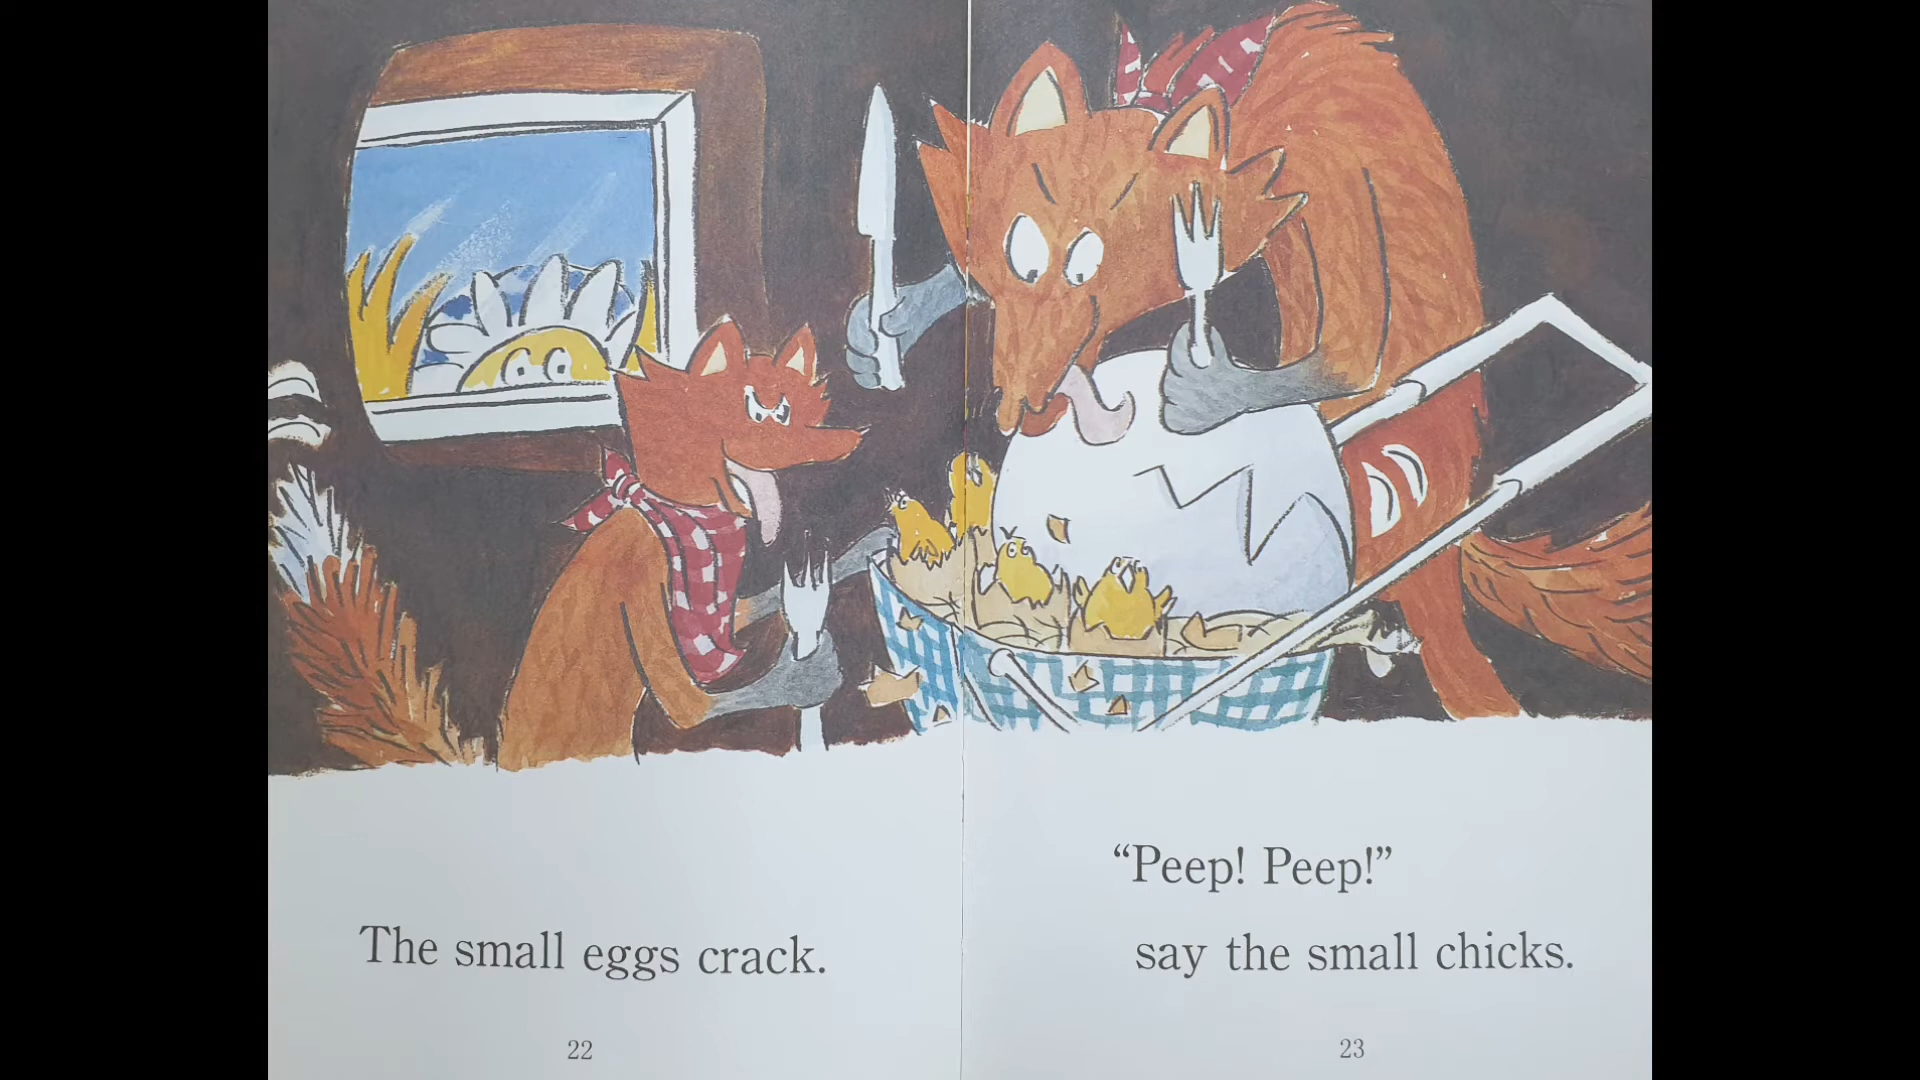 The small eggs crack.
22
“Peep! Peep!”
say the small chicks.
23